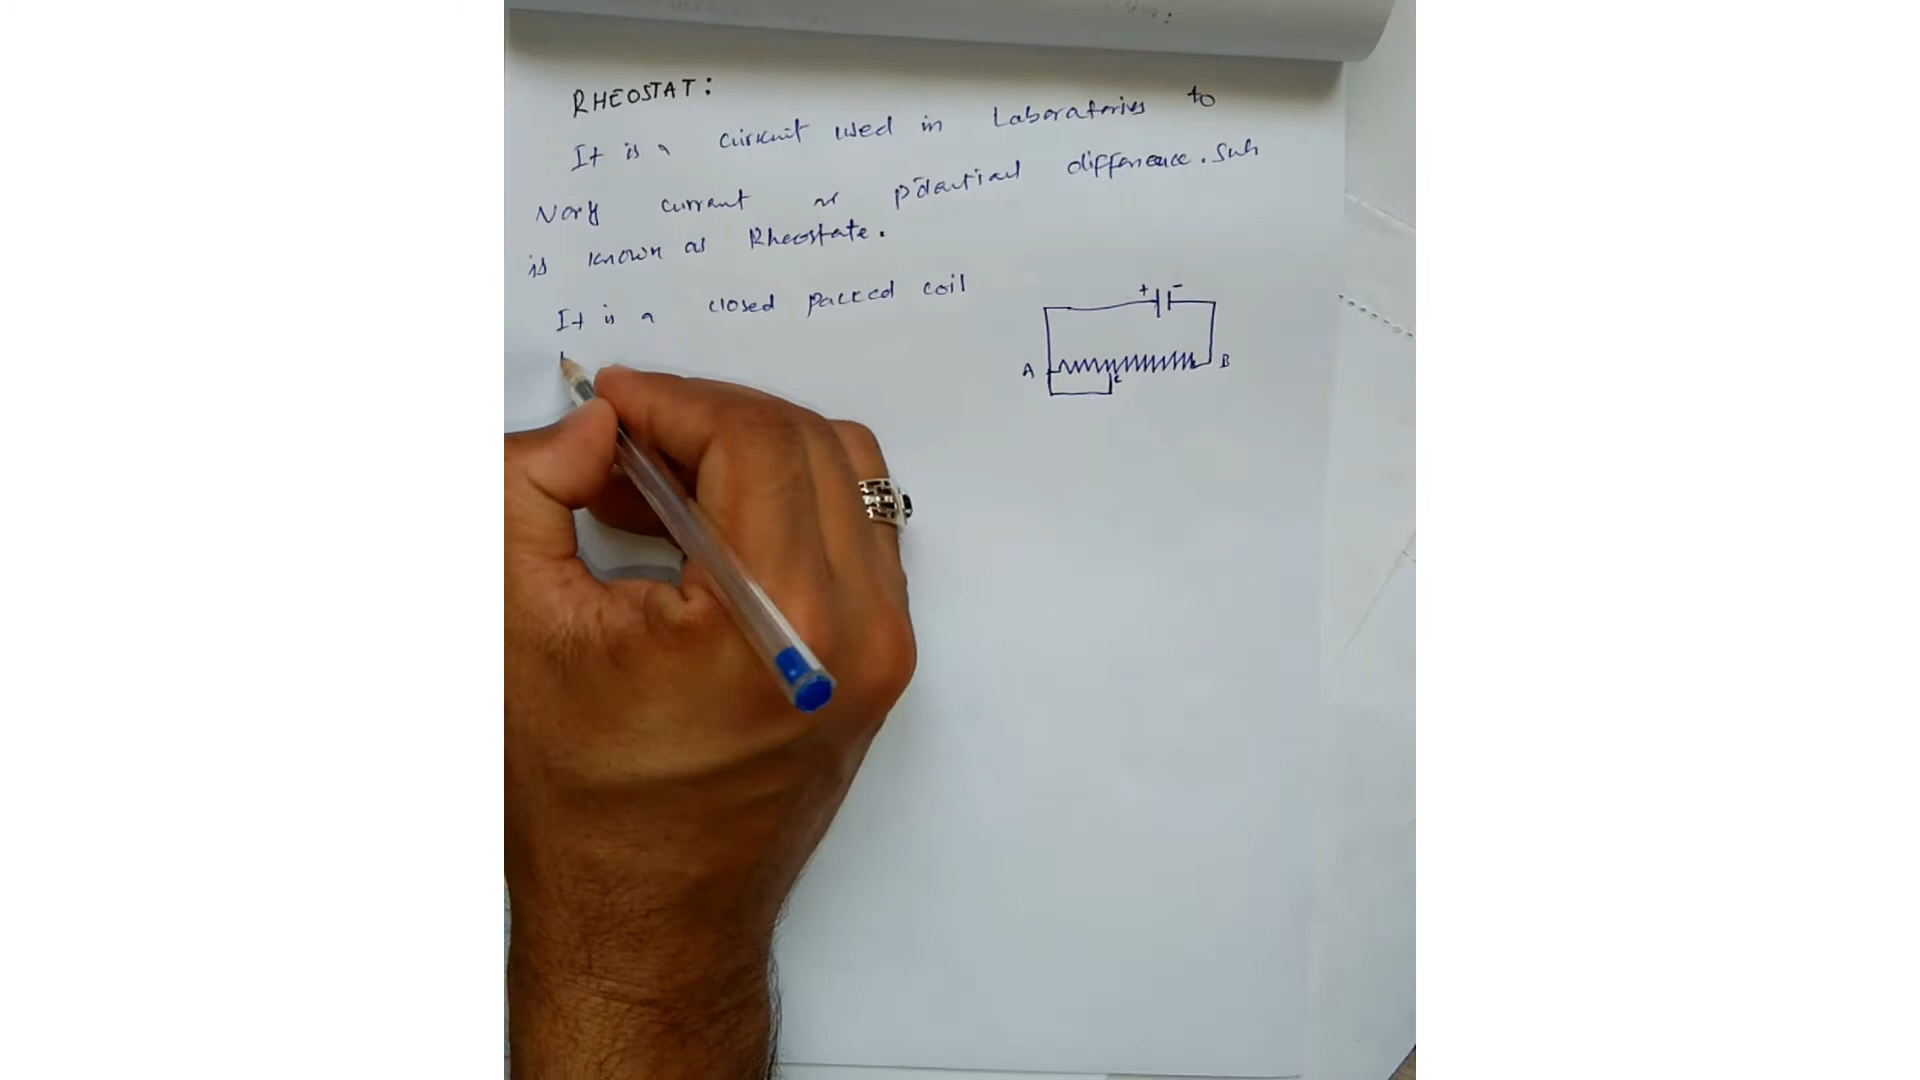 RHEOSTAT:
It is a circuit used in Laboratories to
Vary current or potential difference. Such
is known as Rheostate.
It is a closed packed coil
+ -
A B
c